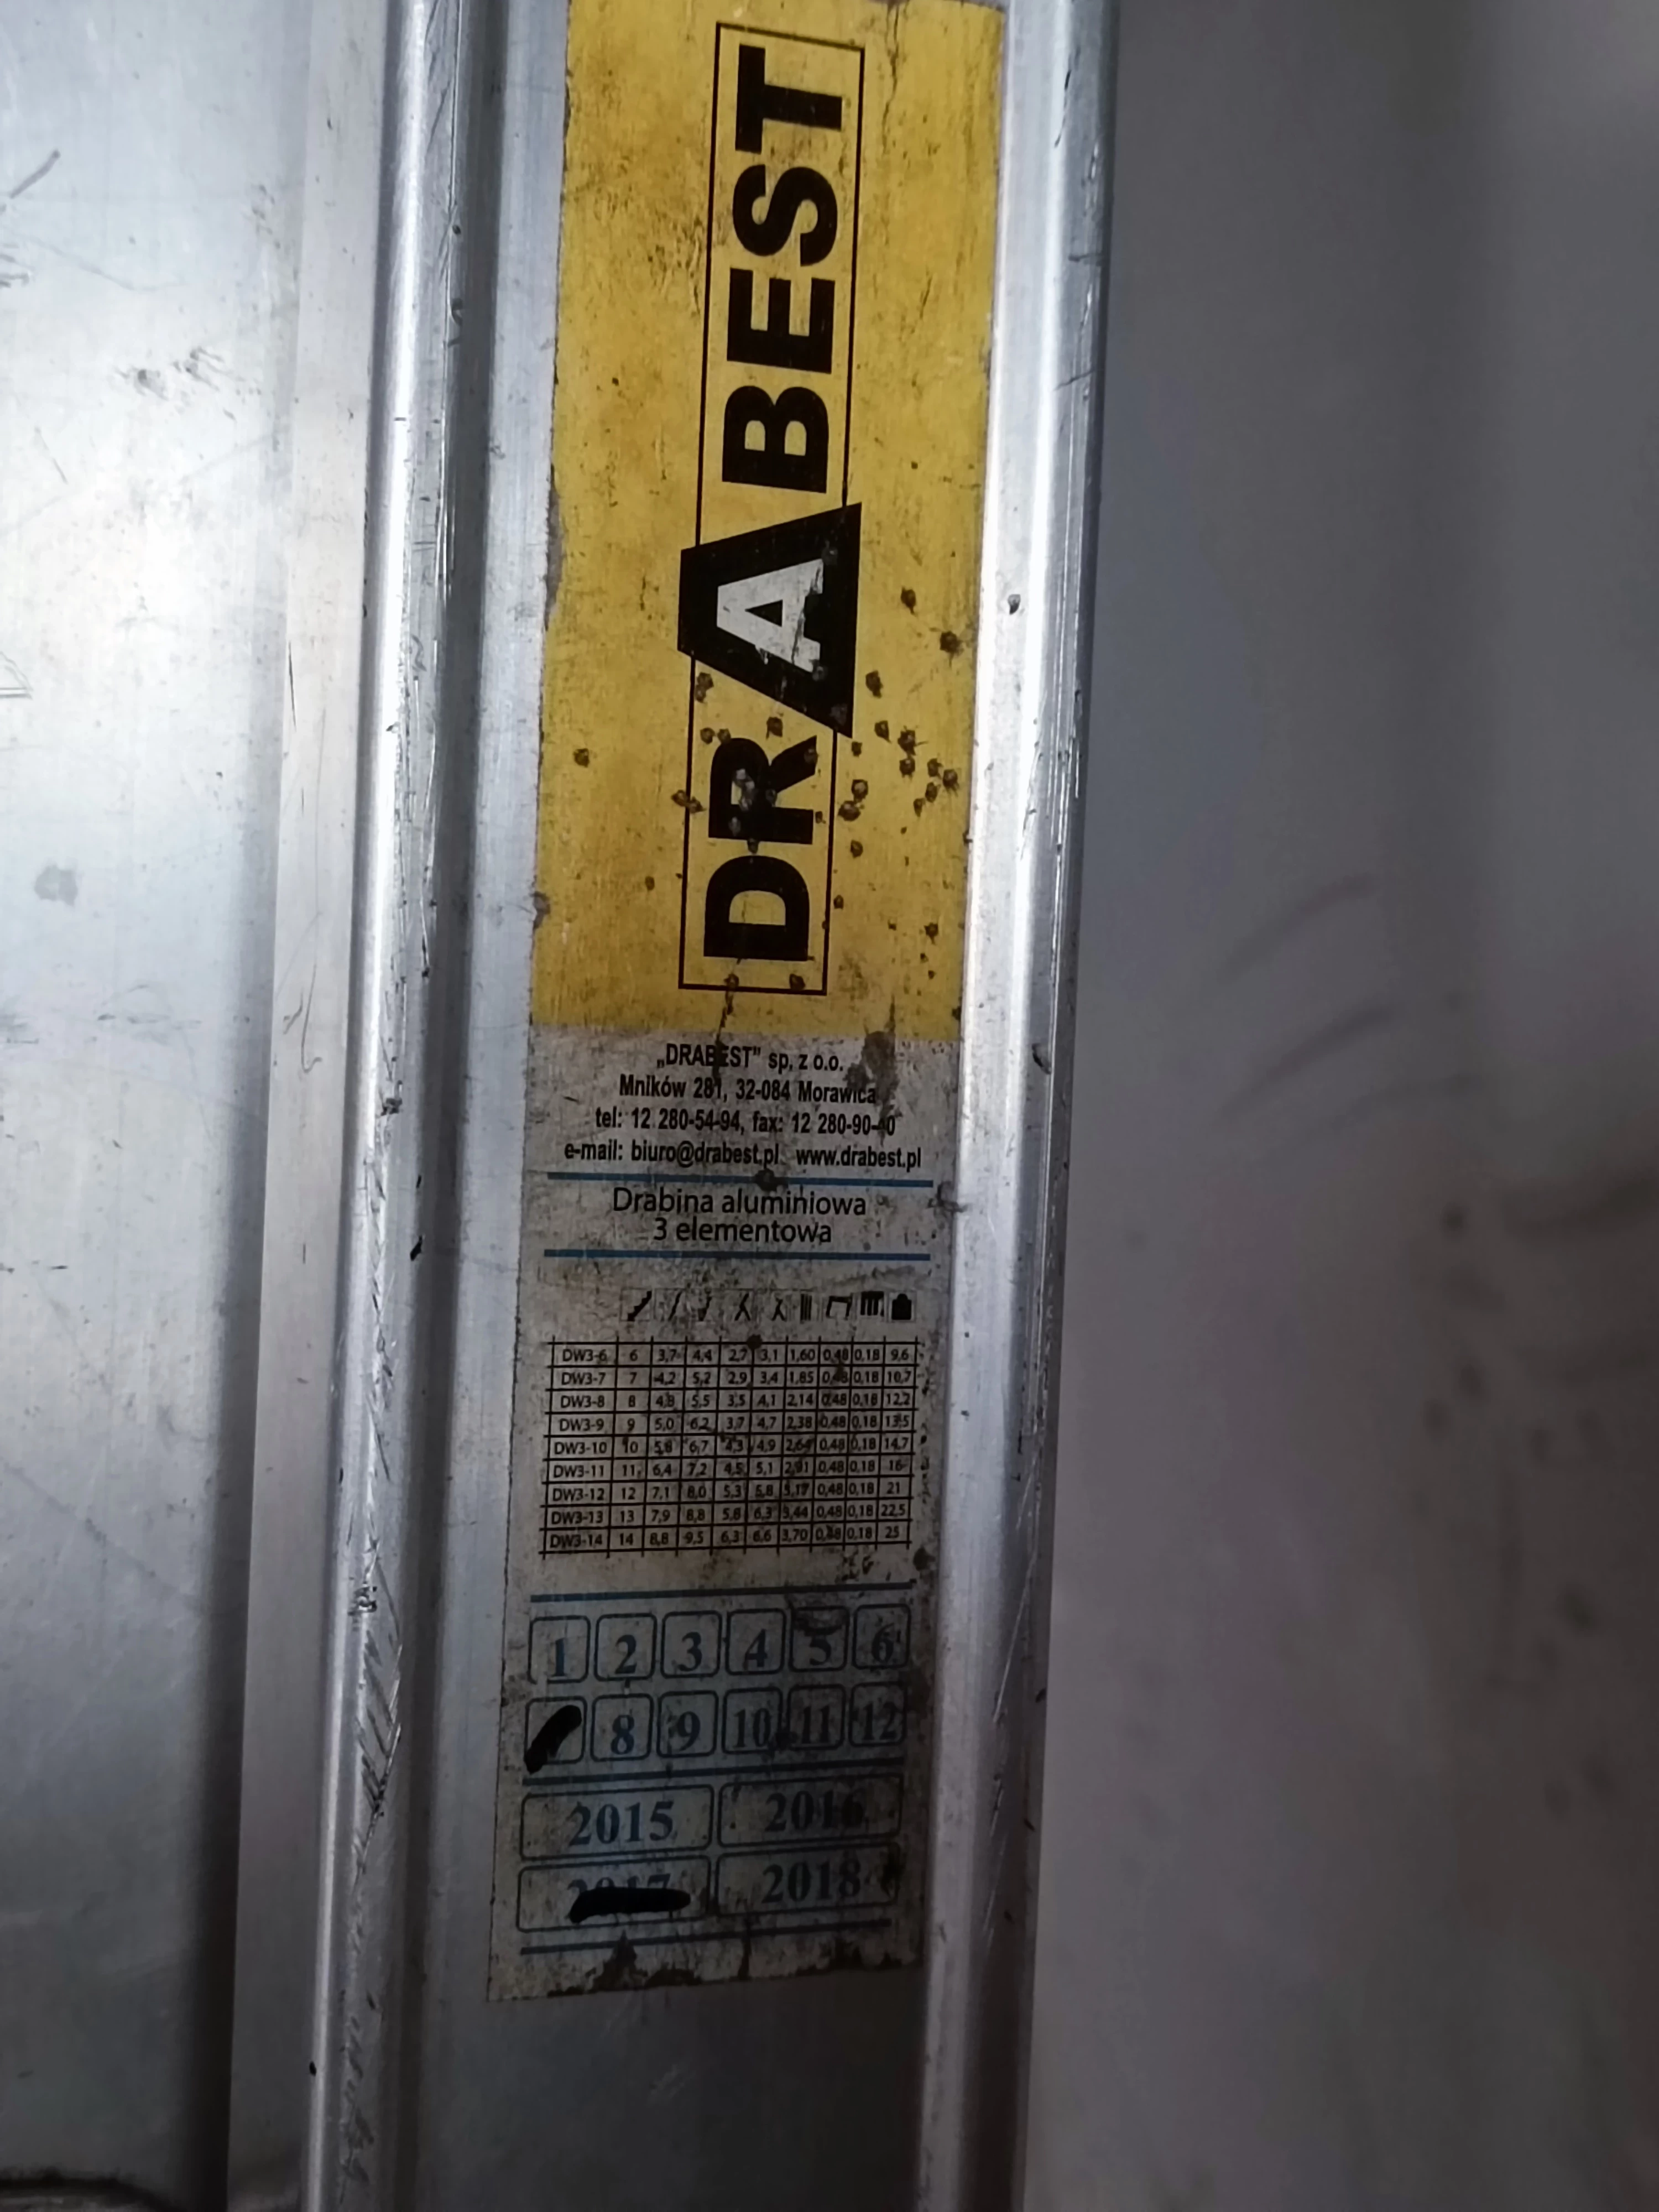 DRABEST
„DRABEST" sp. z o.o.
Mników 281, 32-084 Morawica
tel: 12 280-54-94, fax: 12 280-90-40
e-mail: biuro@drabest.pl www.drabest.pl
Drabina aluminiowa
3 elementowa
DW3-6 6 3,7 4,4 2,7 3,1 1,60 0,48 0,18 9,6
DW3-7 7 4,2 5,2 2,9 3,4 1,85 0,48 0,18 10,7
DW3-8 8 4,8 5,5 3,5 4,1 2,14 0,48 0,18 12,2
DW3-9 9 5,0 6,2 3,7 4,7 2,38 0,48 0,18 13,5
DW3-10 10 5,8 6,7 4,3 4,9 2,64 0,48 0,18 14,7
DW3-11 11 6,4 7,2 4,5 5,1 2,91 0,48 0,18 16
DW3-12 12 7,1 8,0 5,3 5,8 3,17 0,48 0,18 21
DW3-13 13 7,9 8,8 5,8 6,3 3,44 0,48 0,18 22,5
DW3-14 14 8,8 9,5 6,3 6,6 3,70 0,48 0,18 25
1 2 3 4 5 6
8 9 10 11 12
2015 2016
2017 2018